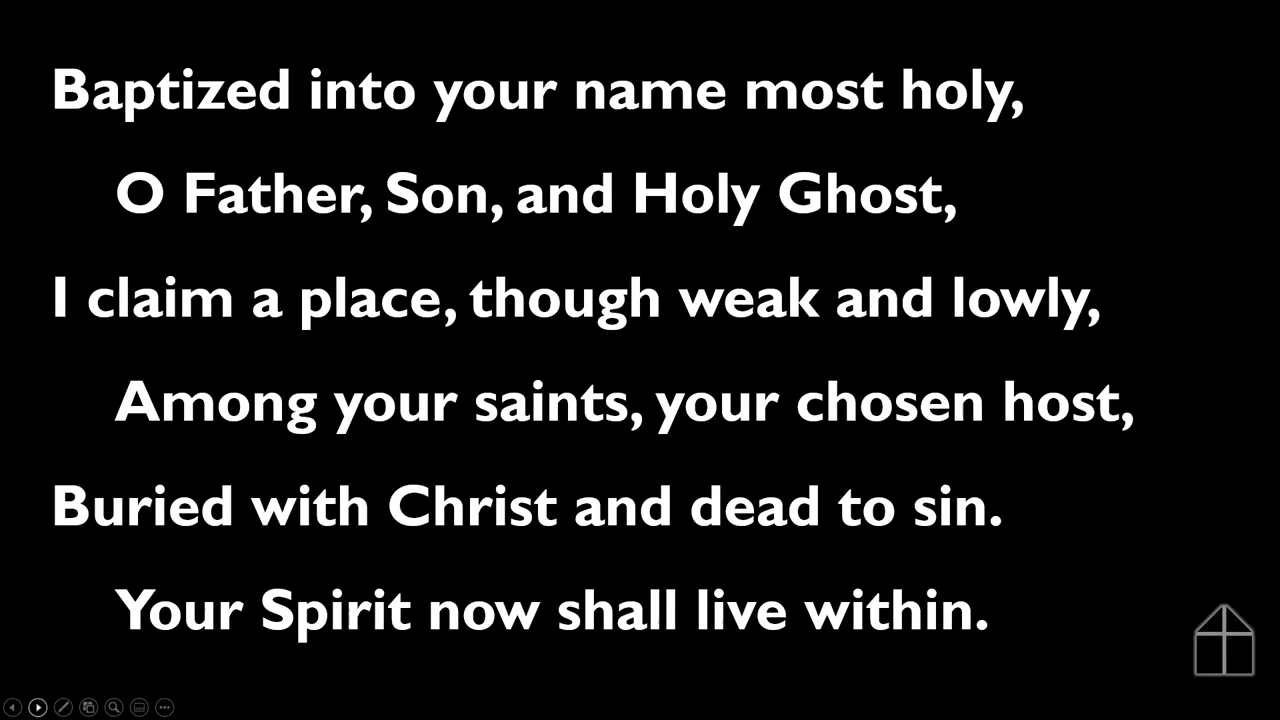 Baptized into your name most holy,
O Father, Son, and Holy Ghost,
I claim a place, though weak and lowly,
Among your saints, your chosen host,
Buried with Christ and dead to sin.
Your Spirit now shall live within.